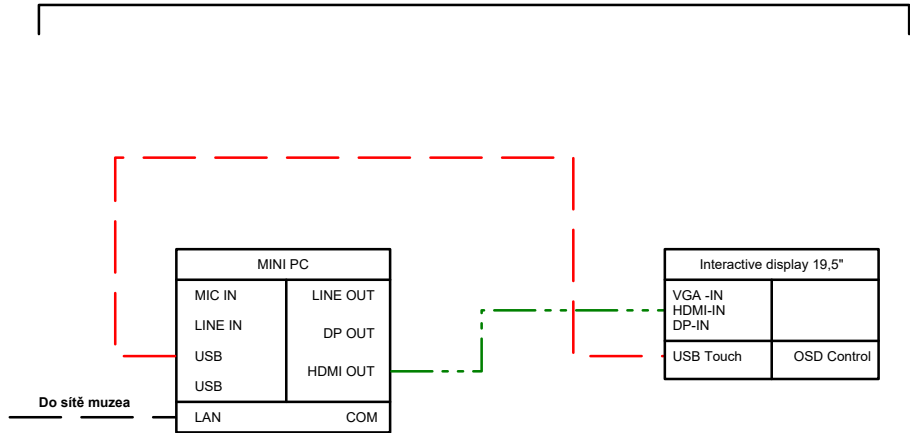 MINI PC
MIC IN
LINE OUT
LINE IN
DP OUT
USB
HDMI OUT
USB
LAN
COM
Do sítě muzea
Interactive display 19,5"
VGA -IN
HDMI-IN
DP-IN
USB Touch
OSD Control